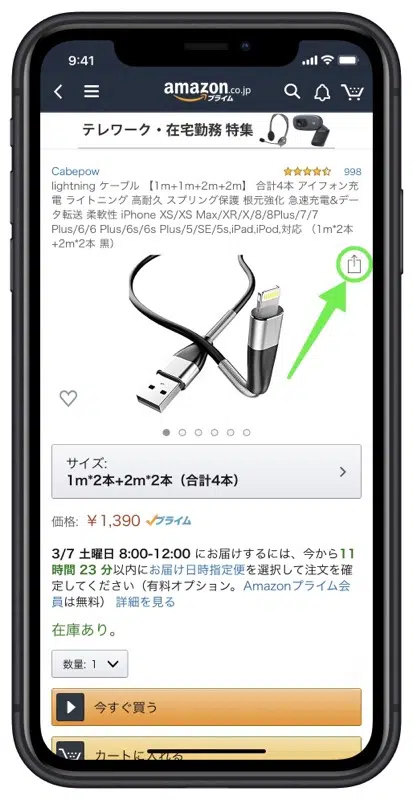 9:41
amazon.co.jp
プライム
テレワーク・在宅勤務 特集
Cabepow
998
lightning ケーブル 【1m+1m+2m+2m】 合計4本 アイフォン充
電 ライトニング 高耐久 スプリング保護 根元強化 急速充電&デー
タ転送 柔軟性 iPhone XS/XS Max/XR/X/8/8Plus/7/7
Plus/6/6 Plus/6s/6s Plus/5/SE/5s,iPad,iPod,対応 （1m*2本
+2m*2本 黒）
サイズ:
1m*2本+2m*2本（合計4本）
価格: ￥1,390 プライム
3/7 土曜日 8:00-12:00 にお届けするには、今から11
時間 23 分以内にお届け日時指定便を選択して注文を確
定してください（有料オプション。Amazonプライム会
員は無料） 詳細を見る
在庫あり。
数量: 1
今すぐ買う
カートに入れる